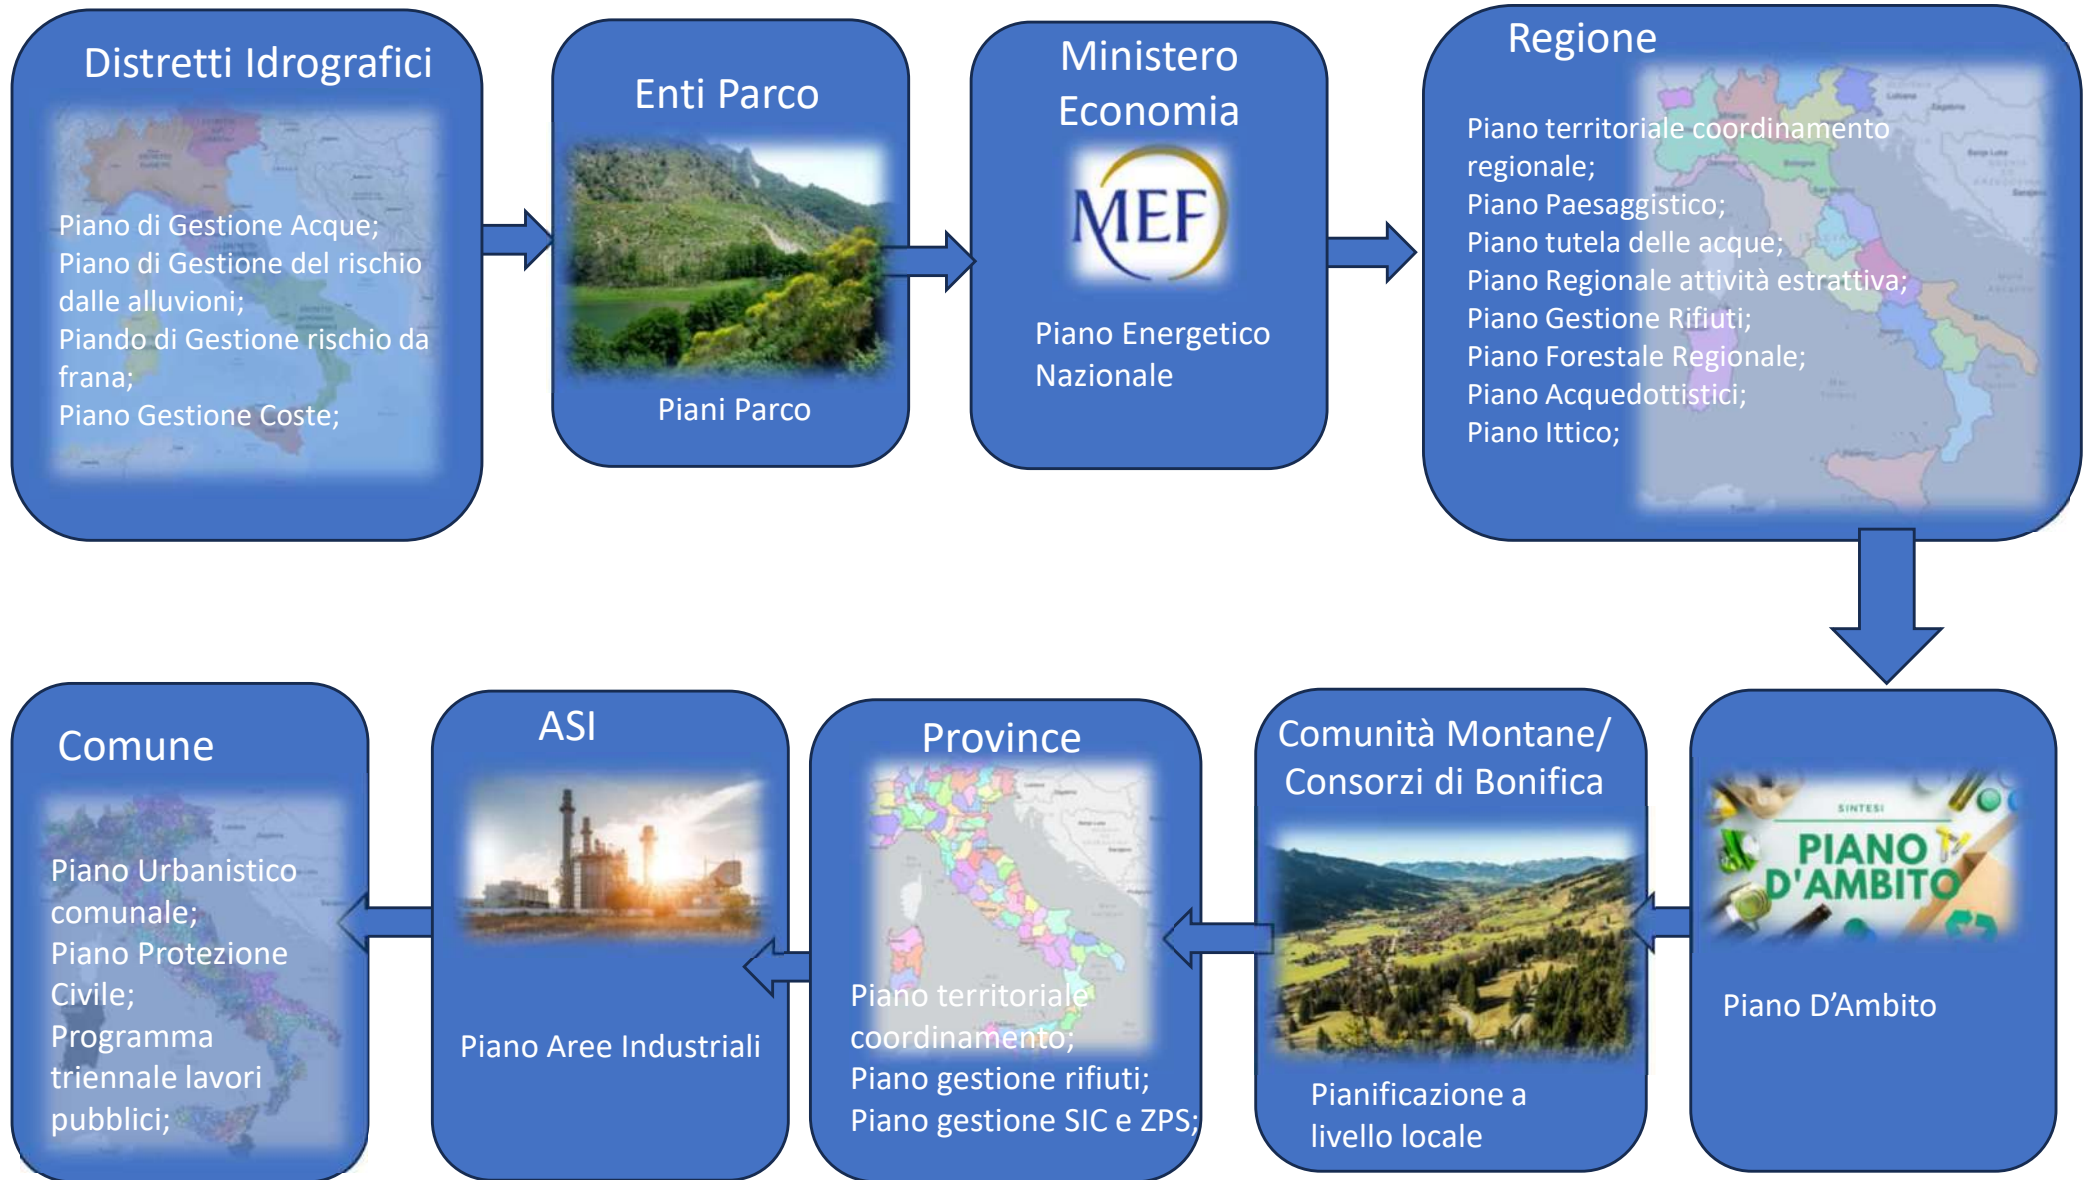 Distretti Idrografici
Piano di Gestione Acque;
Piano di Gestione del rischio
dalle alluvioni;
Piando di Gestione rischio da
frana;
Piano Gestione Coste;
Enti Parco
Piani Parco
Ministero
Economia
MEF
Piano Energetico
Nazionale
Regione
Piano territoriale coordinamento
regionale;
Piano Paesaggistico;
Piano tutela delle acque;
Piano Regionale attività estrattiva;
Piano Gestione Rifiuti;
Piano Forestale Regionale;
Piano Acquedottistici;
Piano Ittico;
Comune
Piano Urbanistico
comunale;
Piano Protezione
Civile;
Programma
triennale lavori
pubblici;
ASI
Piano Aree Industriali
Province
Piano territoriale
coordinamento;
Piano gestione rifiuti;
Piano gestione SIC e ZPS;
Comunità Montane/
Consorzi di Bonifica
Pianificazione a
livello locale
SINTESI
PIANO
D'AMBITO
Piano D’Ambito